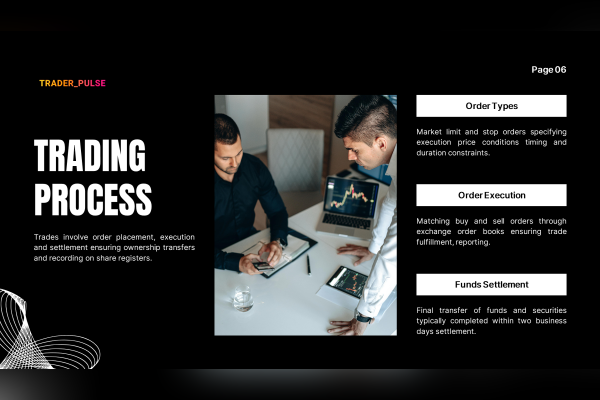 Page 06
TRADER_PULSE
TRADING
PROCESS
Trades involve order placement, execution
and settlement ensuring ownership transfers
and recording on share registers.
Order Types
Market limit and stop orders specifying
execution price conditions timing and
duration constraints.
Order Execution
Matching buy and sell orders through
exchange order books ensuring trade
fulfillment, reporting.
Funds Settlement
Final transfer of funds and securities
typically completed within two business
days settlement.